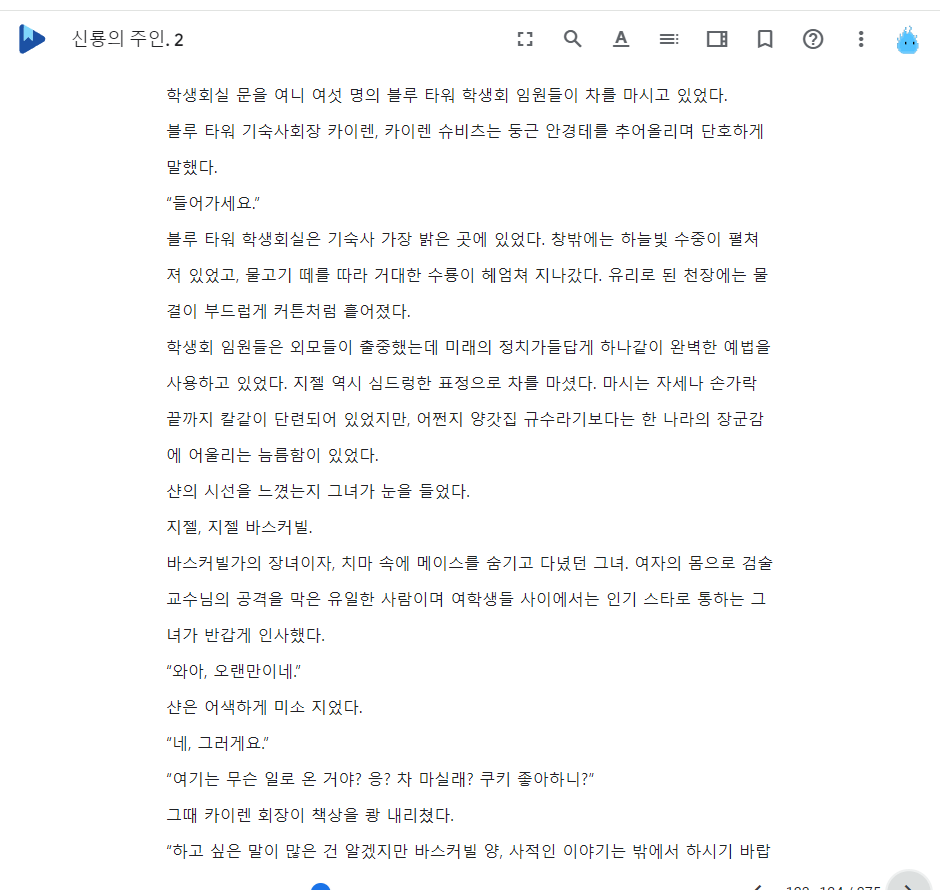 신룡의 주인. 2
학생회실 문을 여니 여섯 명의 블루 타워 학생회 임원들이 차를 마시고 있었다.
블루 타워 기숙사회장 카이렌, 카이렌 슈비츠는 둥근 안경테를 추어올리며 단호하게
말했다.
“들어가세요.”
블루 타워 학생회실은 기숙사 가장 밝은 곳에 있었다. 창밖에는 하늘빛 수중이 펼쳐
져 있었고, 물고기 떼를 따라 거대한 수룡이 헤엄쳐 지나갔다. 유리로 된 천장에는 물
결이 부드럽게 커튼처럼 흩어졌다.
학생회 임원들은 외모들이 출중했는데 미래의 정치가들답게 하나같이 완벽한 예법을
사용하고 있었다. 지젤 역시 심드렁한 표정으로 차를 마셨다. 마시는 자세나 손가락
끝까지 칼같이 단련되어 있었지만, 어쩐지 양갓집 규수라기보다는 한 나라의 장군감
에 어울리는 늠름함이 있었다.
샨의 시선을 느꼈는지 그녀가 눈을 들었다.
지젤, 지젤 바스커빌.
바스커빌가의 장녀이자, 치마 속에 메이스를 숨기고 다녔던 그녀. 여자의 몸으로 검술
교수님의 공격을 막은 유일한 사람이며 여학생들 사이에서는 인기 스타로 통하는 그
녀가 반갑게 인사했다.
“와아, 오랜만이네.”
샨은 어색하게 미소 지었다.
“네, 그러게요.”
“여기는 무슨 일로 온 거야? 응? 차 마실래? 쿠키 좋아하니?”
그때 카이렌 회장이 책상을 쾅 내리쳤다.
“하고 싶은 말이 많은 건 알겠지만 바스커빌 양, 사적인 이야기는 밖에서 하시기 바랍